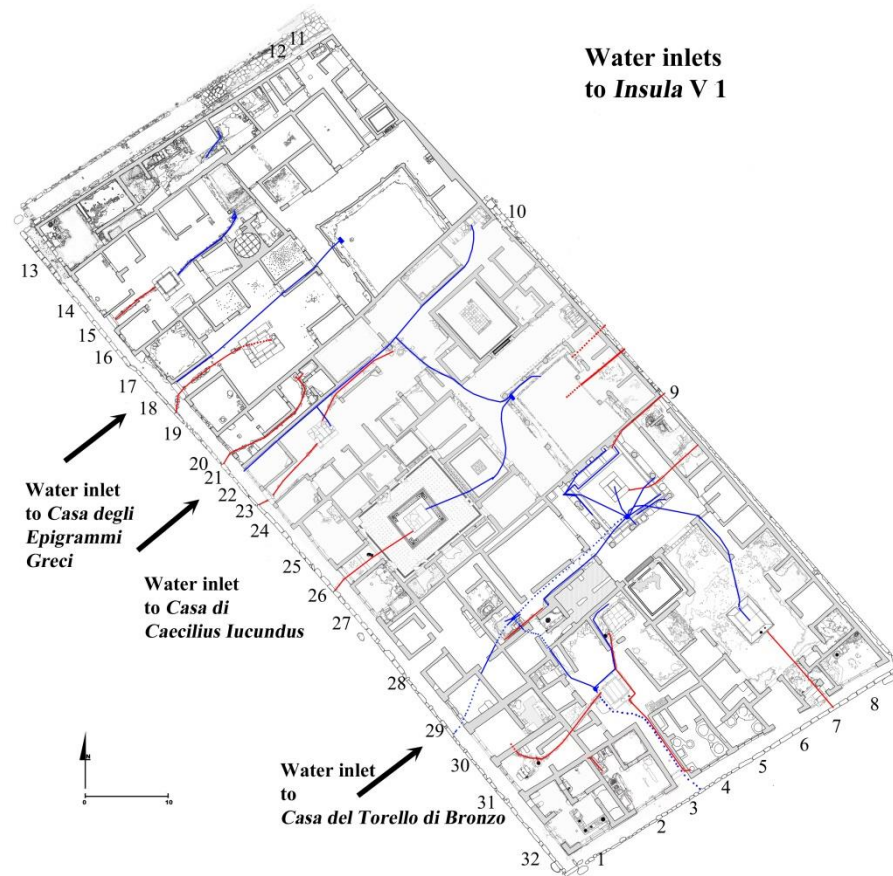 Water inlets
to Insula V 1
11
12
10
13
14
15
16
17
18
19
9
20
21
22
23
24
Water inlet
to Casa degli
Epigrammi
Greci
25
26
Water inlet
to Casa di
Caecilius Iucundus
27
28
8
7
29
6
30
5
4
Water inlet
to
Casa del Torello di Bronzo
31
3
2
32
1
N
0
10